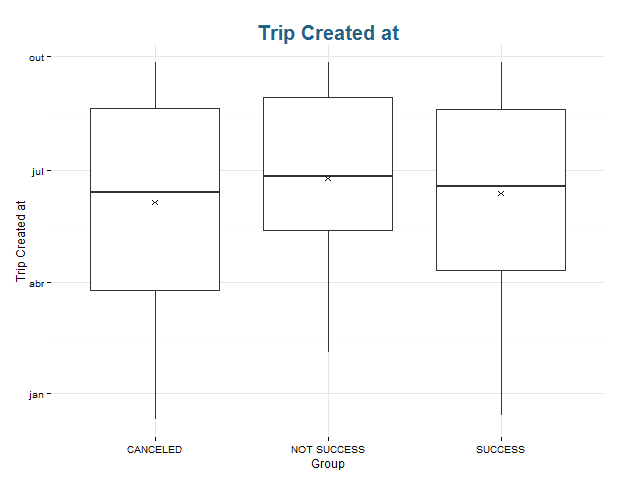 Trip Created at
out
jul
abr
jan
Trip Created at
CANCELED NOT SUCCESS SUCCESS
Group